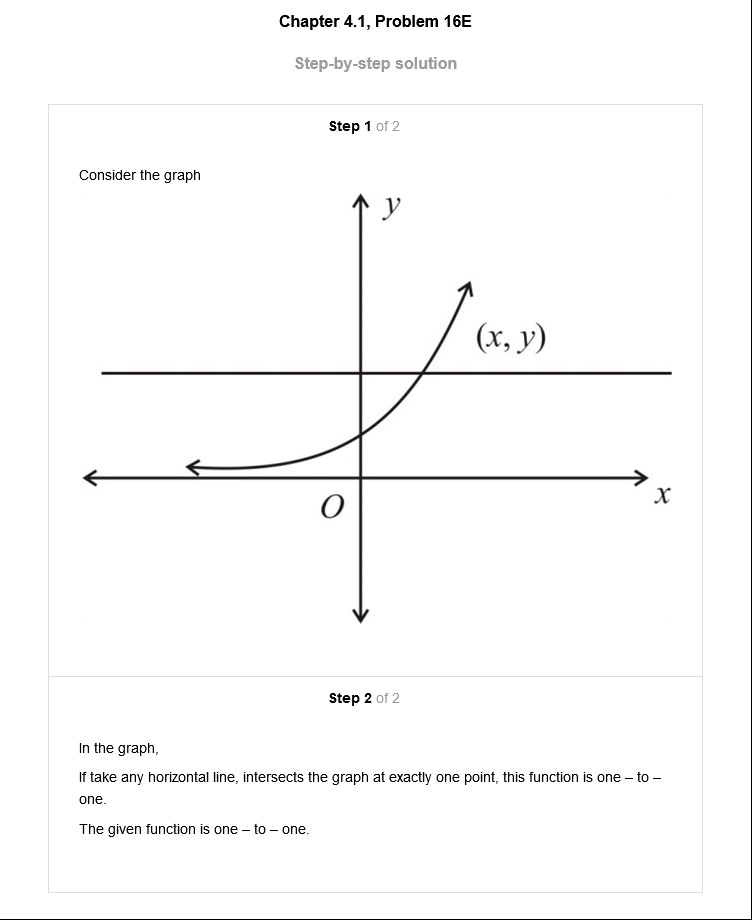 Chapter 4.1, Problem 16E
Step-by-step solution
Step 1 of 2
Consider the graph
y
(x, y)
O
x
Step 2 of 2
In the graph,
If take any horizontal line, intersects the graph at exactly one point, this function is one – to –
one.
The given function is one – to – one.